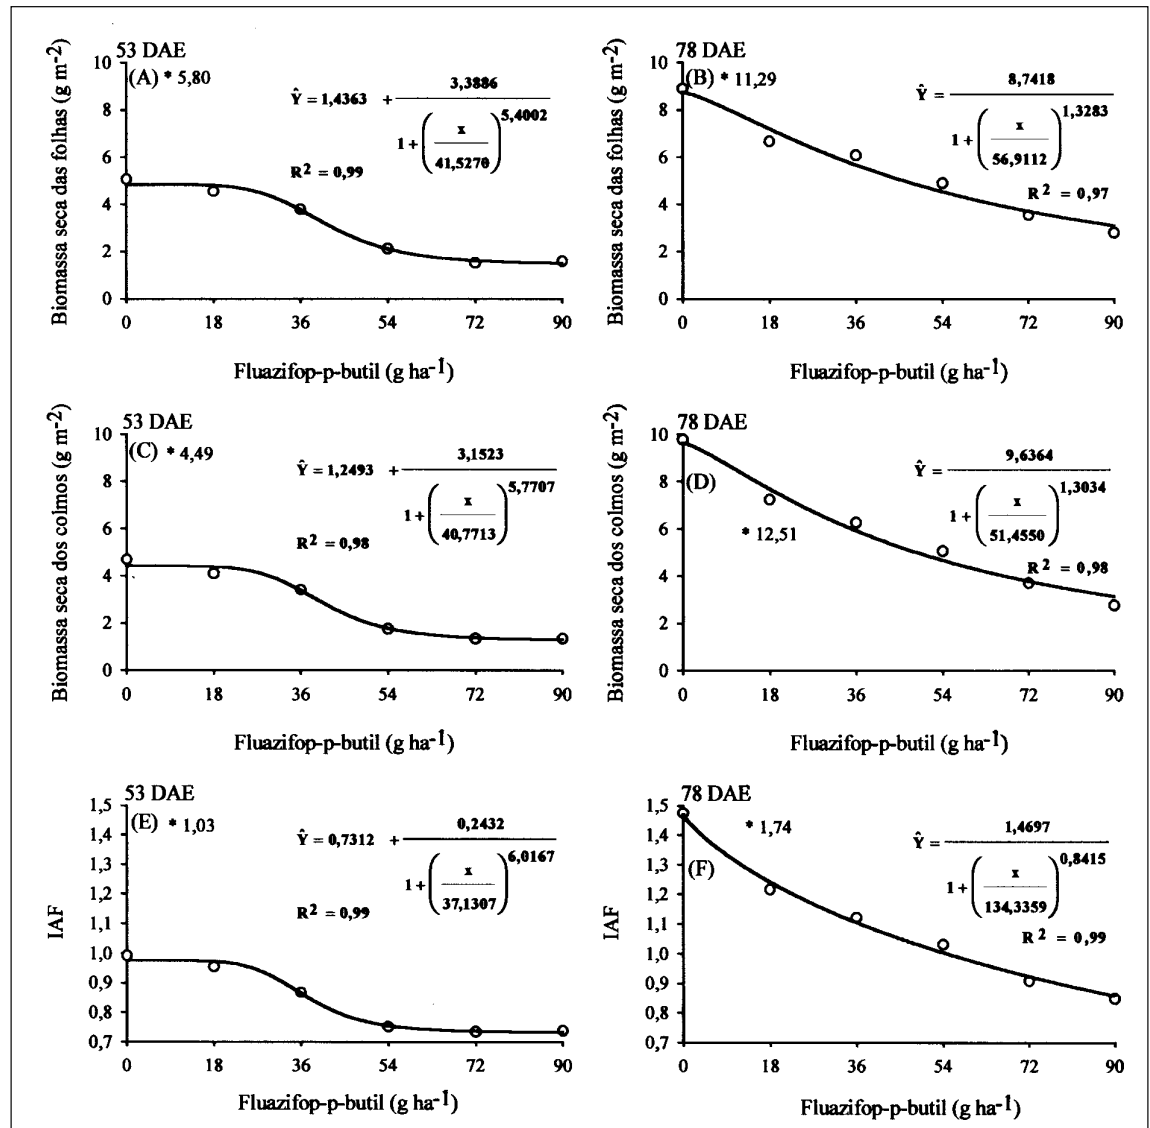 53 DAE
(A) * 5,80
Biomassa seca das folhas (g m-2)
10
8
6
4
2
0
Ŷ = 1,4363 + 3,3886
1 + ( x / 41,5270 ) 5,4002
R2 = 0,99
0 18 36 54 72 90
Fluazifop-p-butil (g ha-1)
78 DAE
(B) * 11,29
Biomassa seca das folhas (g m-2)
10
8
6
4
2
0
Ŷ = 8,7418
1 + ( x / 56,9112 ) 1,3283
R2 = 0,97
0 18 36 54 72 90
Fluazifop-p-butil (g ha-1)
53 DAE
(C) * 4,49
Biomassa seca dos colmos (g m-2)
10
8
6
4
2
0
Ŷ = 1,2493 + 3,1523
1 + ( x / 40,7713 ) 5,7707
R2 = 0,98
0 18 36 54 72 90
Fluazifop-p-butil (g ha-1)
78 DAE
(D)
* 12,51
Biomassa seca dos colmos (g m-2)
10
8
6
4
2
0
Ŷ = 9,6364
1 + ( x / 51,4550 ) 1,3034
R2 = 0,98
0 18 36 54 72 90
Fluazifop-p-butil (g ha-1)
53 DAE
(E) * 1,03
IAF
1,5
1,4
1,3
1,2
1,1
1,0
0,9
0,8
0,7
Ŷ = 0,7312 + 0,2432
1 + ( x / 37,1307 ) 6,0167
R2 = 0,99
0 18 36 54 72 90
Fluazifop-p-butil (g ha-1)
78 DAE
* 1,74
(F)
IAF
1,5
1,4
1,3
1,2
1,1
1,0
0,9
0,8
0,7
Ŷ = 1,4697
1 + ( x / 134,3359 ) 0,8415
R2 = 0,99
0 18 36 54 72 90
Fluazifop-p-butil (g ha-1)